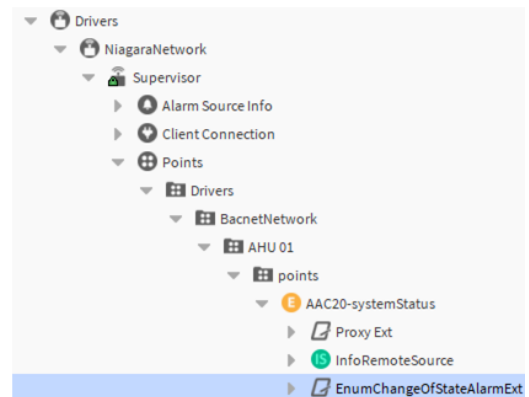 Drivers
NiagaraNetwork
Supervisor
Alarm Source Info
Client Connection
Points
Drivers
BacnetNetwork
AHU 01
points
E AAC20-systemStatus
Proxy Ext
IS InfoRemoteSource
EnumChangeOfStateAlarmExt